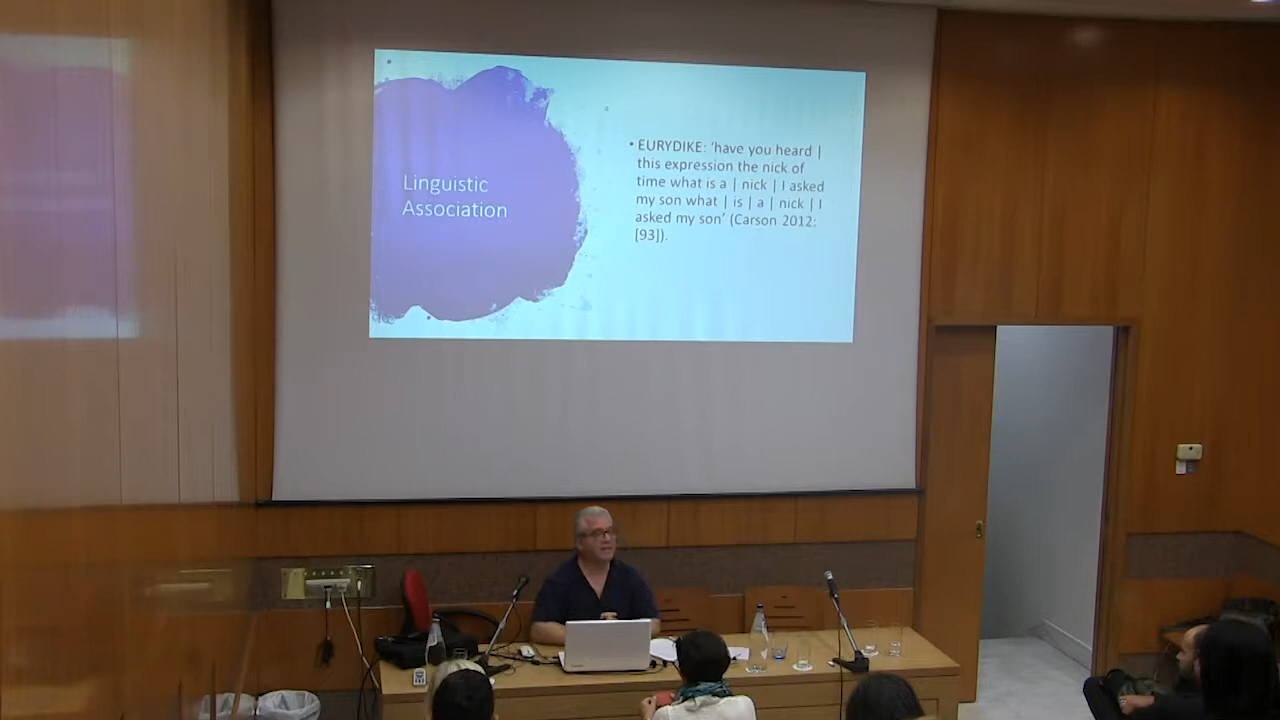 Linguistic
Association
• EURYDIKE: ‘have you heard |
this expression the nick of
time what is a | nick | I asked
my son what | is | a | nick | I
asked my son’ (Carson 2012:
[93]).